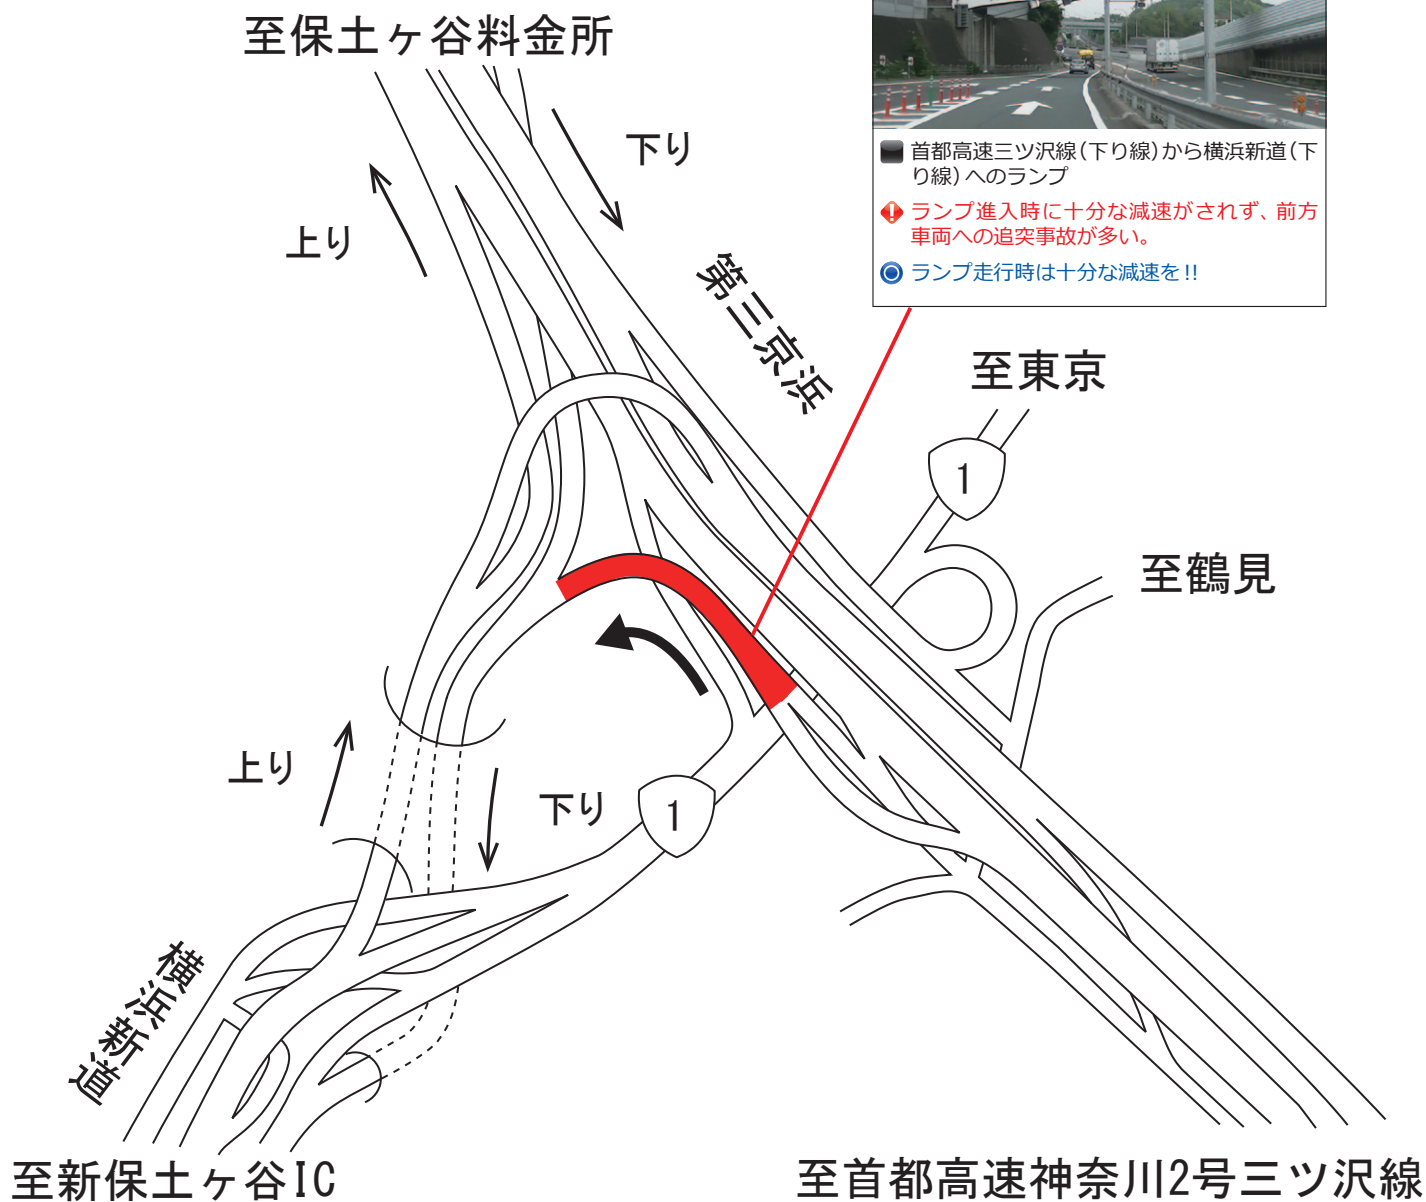 至保土ヶ谷料金所
下り
上り
第三京浜
首都高速三ツ沢線(下り線)から横浜新道(下
り線)へのランプ
ランプ進入時に十分な減速がされず、前方
車両への追突事故が多い。
ランプ走行時は十分な減速を!!
至東京
1
至鶴見
上り
下り
1
横浜新道
至新保土ヶ谷IC
至首都高速神奈川2号三ツ沢線